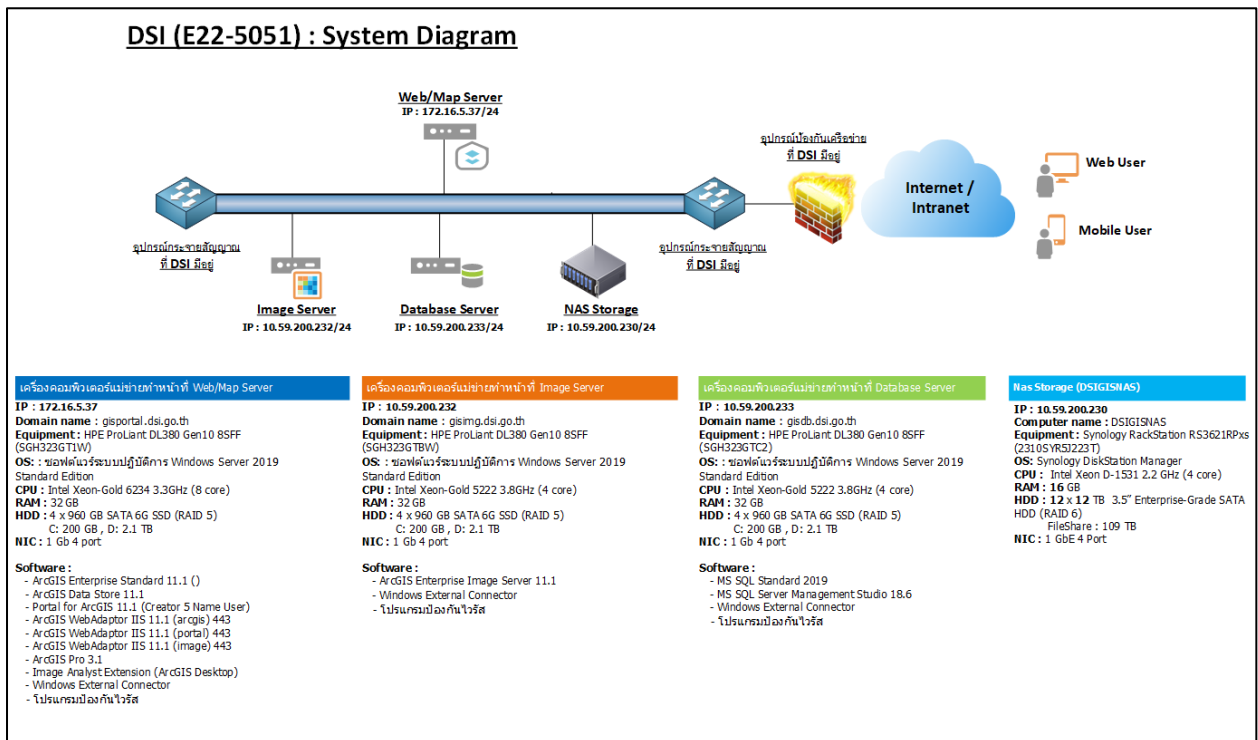 DSI (E22-5051) : System Diagram
Web/Map Server
IP : 172.16.5.37/24
อุปกรณ์ป้องกันเครือข่าย
ที่ DSI มีอยู่
Internet /
Intranet
Web User
Mobile User
อุปกรณ์กระจายสัญญาณ
ที่ DSI มีอยู่
อุปกรณ์กระจายสัญญาณ
ที่ DSI มีอยู่
Image Server
IP : 10.59.200.232/24
Database Server
IP : 10.59.200.233/24
NAS Storage
IP : 10.59.200.230/24
เครื่องคอมพิวเตอร์แม่ข่ายทำหน้าที่ Web/Map Server
IP : 172.16.5.37
Domain name : gisportal.dsi.go.th
Equipment : HPE ProLiant DL380 Gen10 8SFF
(SGH323GT1W)
OS: : ซอฟต์แวร์ระบบปฏิบัติการ Windows Server 2019
Standard Edition
CPU : Intel Xeon-Gold 6234 3.3GHz (8 core)
RAM : 32 GB
HDD : 4 x 960 GB SATA 6G SSD (RAID 5)
C: 200 GB , D: 2.1 TB
NIC : 1 Gb 4 port
Software :
- ArcGIS Enterprise Standard 11.1 ()
- ArcGIS Data Store 11.1
- Portal for ArcGIS 11.1 (Creator 5 Name User)
- ArcGIS WebAdaptor IIS 11.1 (arcgis) 443
- ArcGIS WebAdaptor IIS 11.1 (portal) 443
- ArcGIS WebAdaptor IIS 11.1 (image) 443
- ArcGIS Pro 3.1
- Image Analyst Extension (ArcGIS Desktop)
- Windows External Connector
- โปรแกรมป้องกันไวรัส
เครื่องคอมพิวเตอร์แม่ข่ายทำหน้าที่ Image Server
IP : 10.59.200.232
Domain name : gisimg.dsi.go.th
Equipment : HPE ProLiant DL380 Gen10 8SFF
(SGH323GTBW)
OS: : ซอฟต์แวร์ระบบปฏิบัติการ Windows Server 2019
Standard Edition
CPU : Intel Xeon-Gold 5222 3.8GHz (4 core)
RAM : 32 GB
HDD : 4 x 960 GB SATA 6G SSD (RAID 5)
C: 200 GB , D: 2.1 TB
NIC : 1 Gb 4 port
Software :
- ArcGIS Enterprise Image Server 11.1
- Windows External Connector
- โปรแกรมป้องกันไวรัส
เครื่องคอมพิวเตอร์แม่ข่ายทำหน้าที่ Database Server
IP : 10.59.200.233
Domain name : gisdb.dsi.go.th
Equipment : HPE ProLiant DL380 Gen10 8SFF
(SGH323GTC2)
OS: : ซอฟต์แวร์ระบบปฏิบัติการ Windows Server 2019
Standard Edition
CPU : Intel Xeon-Gold 5222 3.8GHz (4 core)
RAM : 32 GB
HDD : 4 x 960 GB SATA 6G SSD (RAID 5)
C: 200 GB , D: 2.1 TB
NIC : 1 Gb 4 port
Software :
- MS SQL Standard 2019
- MS SQL Server Management Studio 18.6
- Windows External Connector
- โปรแกรมป้องกันไวรัส
Nas Storage (DSIGISNAS)
IP : 10.59.200.230
Computer name : DSIGISNAS
Equipment : Synology RackStation RS3621RPxs
(2310SYR5J223T)
OS: Synology DiskStation Manager
CPU : Intel Xeon D-1531 2.2 GHz (4 core)
RAM : 16 GB
HDD : 12 x 12 TB 3.5” Enterprise-Grade SATA
HDD (RAID 6)
FileShare : 109 TB
NIC : 1 GbE 4 Port